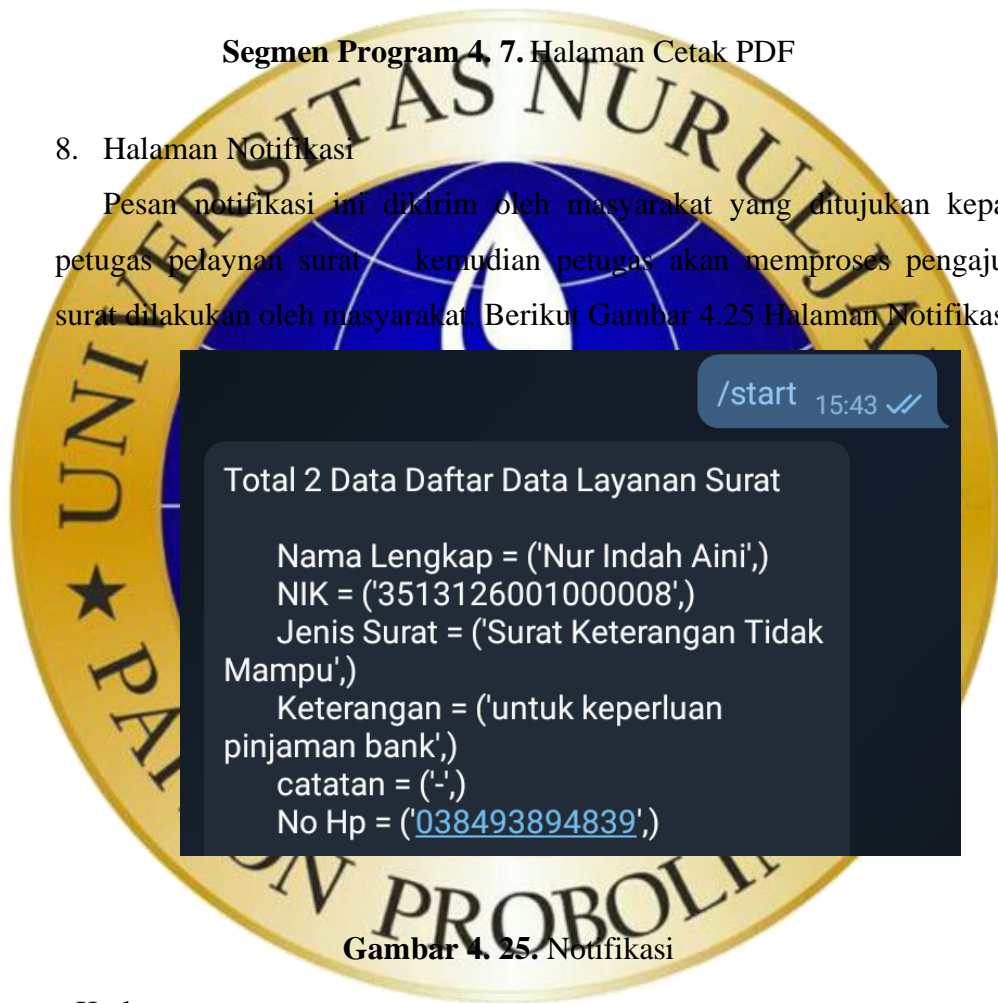 Segmen Program 4. 7. Halaman Cetak PDF
8. Halaman Notifikasi
Pesan notifikasi ini dikirim oleh masyarakat yang ditujukan kepa
petugas pelaynan surat . kemudian petugas akan memproses pengaju
surat dilakukan oleh masyarakat. Berikut Gambar 4.25 Halaman Notifikas
/start 15:43
Total 2 Data Daftar Data Layanan Surat
Nama Lengkap = ('Nur Indah Aini',)
NIK = ('3513126001000008',)
Jenis Surat = ('Surat Keterangan Tidak
Mampu',)
Keterangan = ('untuk keperluan
pinjaman bank',)
catatan = ('-',)
No Hp = ('038493894839',)
Gambar 4. 25. Notifikasi
UNIVERSITAS NURUL JA
PROBOLI